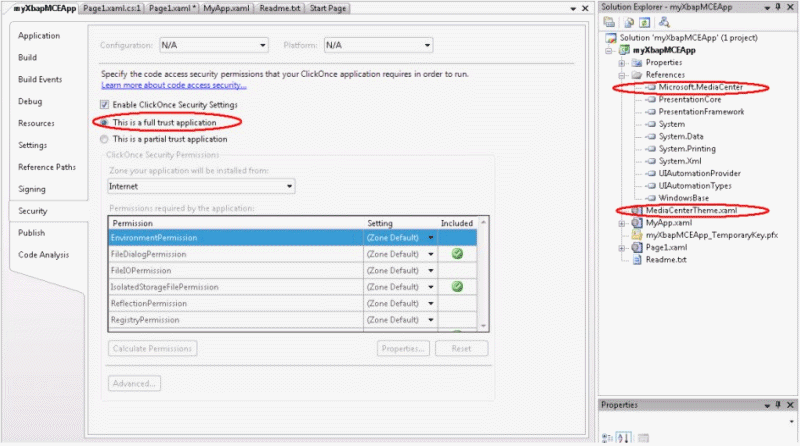 myXbapMCEApp Page1.xaml.cs:1 Page1.xaml * MyApp.xaml Readme.txt Start Page
Application
Build
Build Events
Debug
Resources
Settings
Reference Paths
Signing
Security
Publish
Code Analysis
Configuration: N/A Platform: N/A
Specify the code access security permissions that your ClickOnce application requires in order to run.
Learn more about code access security...
Enable ClickOnce Security Settings
This is a full trust application
This is a partial trust application
ClickOnce Security Permissions
Zone your application will be installed from:
Internet
Permissions required by the application:
Permission Setting Included
EnvironmentPermission (Zone Default)
FileDialogPermission (Zone Default)
FileIOPermission (Zone Default)
IsolatedStorageFilePermission (Zone Default)
ReflectionPermission (Zone Default)
RegistryPermission (Zone Default)
Calculate Permissions Properties... Reset
Advanced...
Solution Explorer - myXbapMCEApp
Solution 'myXbapMCEApp' (1 project)
myXbapMCEApp
Properties
References
Microsoft.MediaCenter
PresentationCore
PresentationFramework
System
System.Data
System.Printing
System.Xml
UIAutomationProvider
UIAutomationTypes
WindowsBase
MediaCenterTheme.xaml
MyApp.xaml
myXbapMCEApp_TemporaryKey.pfx
Page1.xaml
Readme.txt
Properties